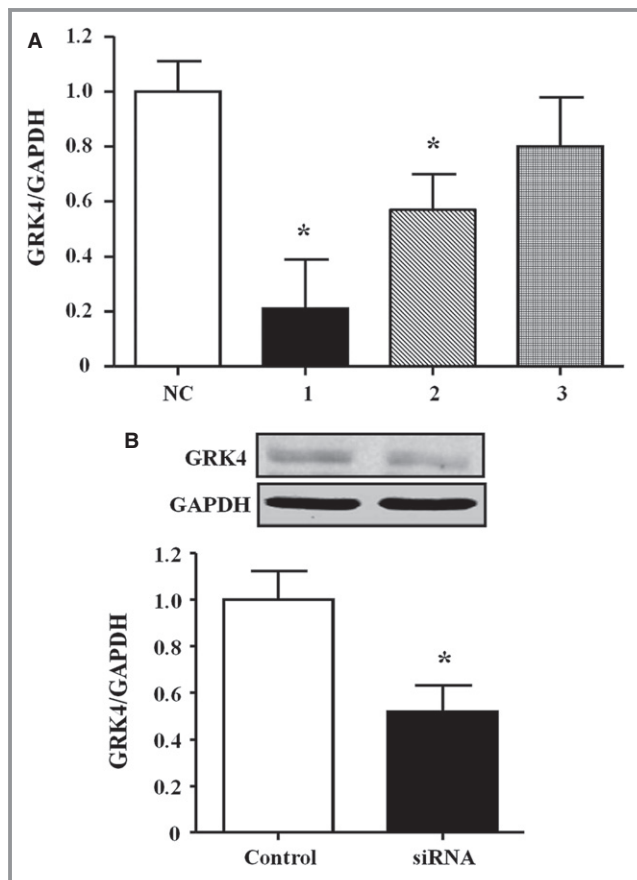 A
1.2
1.0
0.8
0.6
0.4
0.2
0
GRK4/GAPDH
*
*
NC 1 2 3
B
GRK4
GAPDH
1.2
1.0
0.8
0.6
0.4
0.2
0
GRK4/GAPDH
*
Control siRNA